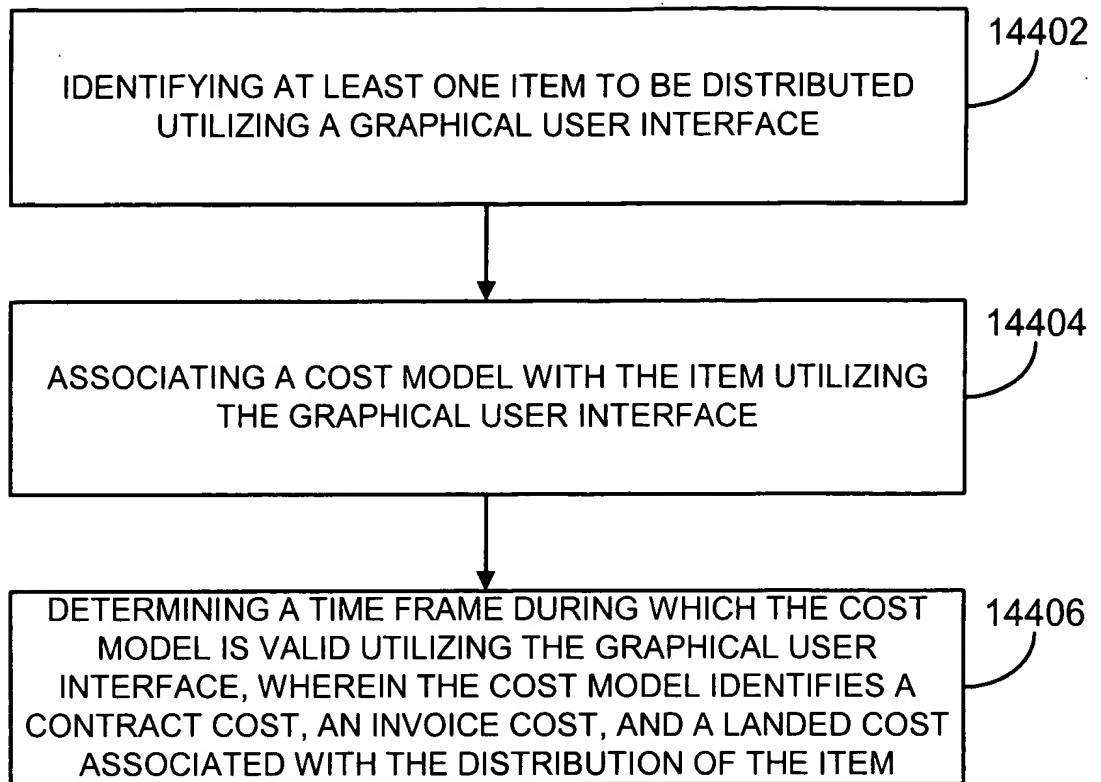 14402
IDENTIFYING AT LEAST ONE ITEM TO BE DISTRIBUTED
UTILIZING A GRAPHICAL USER INTERFACE
14404
ASSOCIATING A COST MODEL WITH THE ITEM UTILIZING
THE GRAPHICAL USER INTERFACE
14406
DETERMINING A TIME FRAME DURING WHICH THE COST
MODEL IS VALID UTILIZING THE GRAPHICAL USER
INTERFACE, WHEREIN THE COST MODEL IDENTIFIES A
CONTRACT COST, AN INVOICE COST, AND A LANDED COST
ASSOCIATED WITH THE DISTRIBUTION OF THE ITEM